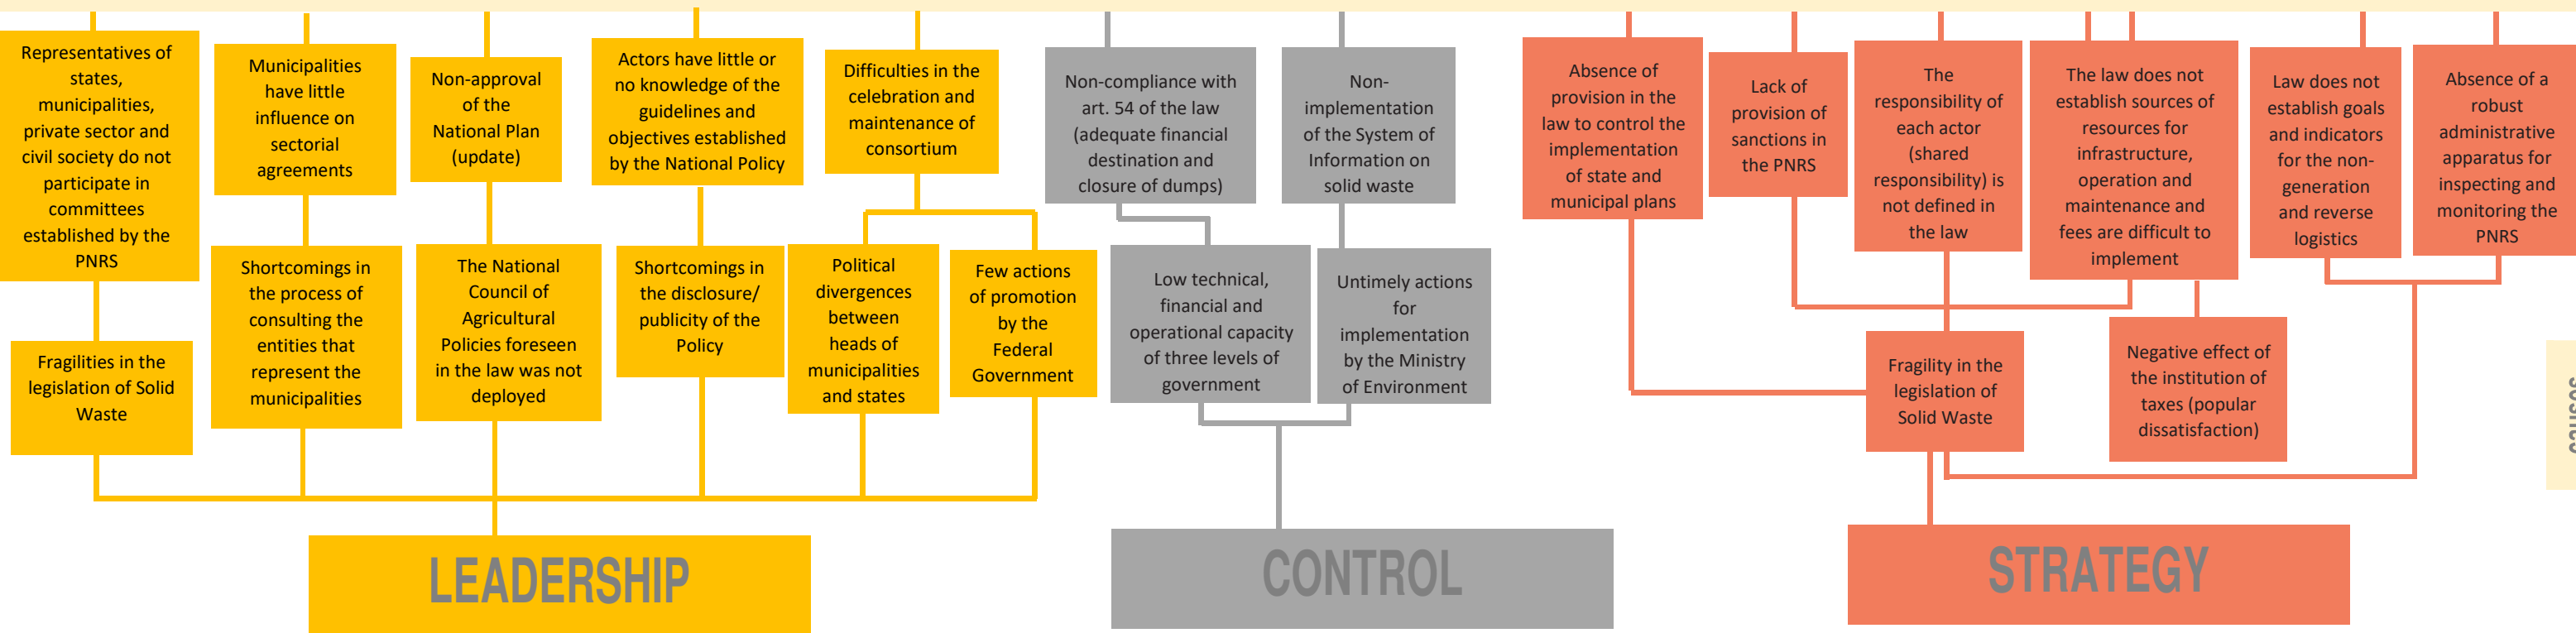 Representatives of
states,
municipalities,
private sector and
civil society do not
participate in
committees
established by the
PNRS
Municipalities
have little
influence on
sectorial
agreements
Non-approval
of the
National Plan
(update)
Actors have little or
no knowledge of the
guidelines and
objectives established
by the National Policy
Difficulties in the
celebration and
maintenance of
consortium
Non-compliance with
art. 54 of the law
(adequate financial
destination and
closure of dumps)
Non-
implementation
of the System of
Information on
solid waste
Absence of
provision in the
law to control the
implementation
of state and
municipal plans
Lack of
provision of
sanctions in
the PNRS
The
responsibility of
each actor
(shared
responsibility) is
not defined in
the law
The law does not
establish sources of
resources for
infrastructure,
operation and
maintenance and
fees are difficult to
implement
Law does not
establish goals
and indicators
for the non-
generation
and reverse
logistics
Absence of a
robust
administrative
apparatus for
inspecting and
monitoring the
PNRS
Fragilities in the
legislation of Solid
Waste
Shortcomings in
the process of
consulting the
entities that
represent the
municipalities
The National
Council of
Agricultural
Policies foreseen
in the law was not
deployed
Shortcomings in
the disclosure/
publicity of the
Policy
Political
divergences
between
heads of
municipalities
and states
Few actions
of promotion
by the
Federal
Government
Low technical,
financial and
operational capacity
of three levels of
government
Untimely actions
for
implementation
by the Ministry
of Environment
Fragility in the
legislation of
Solid Waste
Negative effect of
the institution of
taxes (popular
dissatisfaction)
LEADERSHIP
CONTROL
STRATEGY